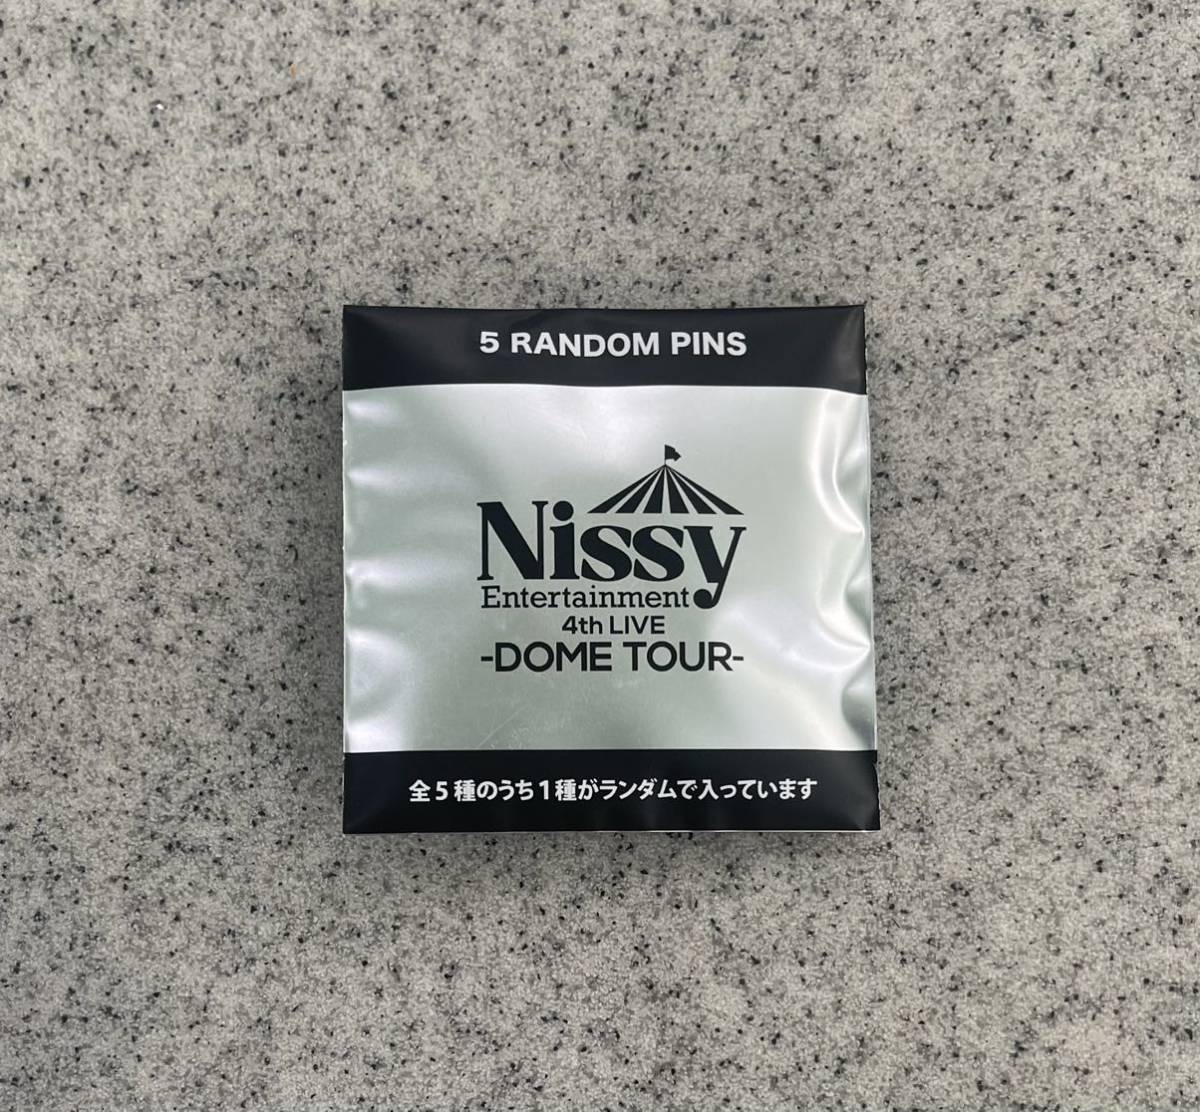 5 RANDOM PINS
Nissy
Entertainment
4th LIVE
-DOME TOUR-
全5種のうち1種がランダムで入っています